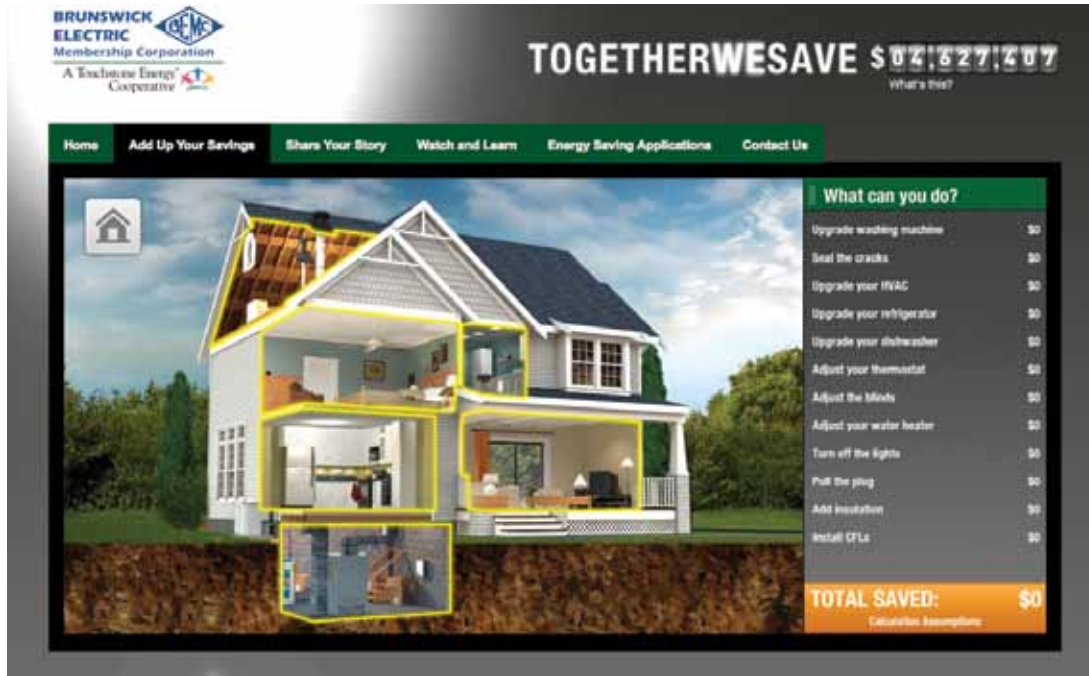 BRUNSWICK
ELECTRIC
Membership Corporation
BEMC
A Touchstone Energy®
Cooperative
TOGETHERWESAVE $04,627,407
What's this?
Home Add Up Your Savings Share Your Story Watch and Learn Energy Saving Applications Contact Us
What can you do?
Upgrade washing machine $0
Seal the cracks $0
Upgrade your HVAC $0
Upgrade your refrigerator $0
Upgrade your dishwasher $0
Adjust your thermostat $0
Adjust the blinds $0
Adjust your water heater $0
Turn off the lights $0
Pull the plug $0
Add insulation $0
Install CFLs $0
TOTAL SAVED: $0
Calculation Assumptions